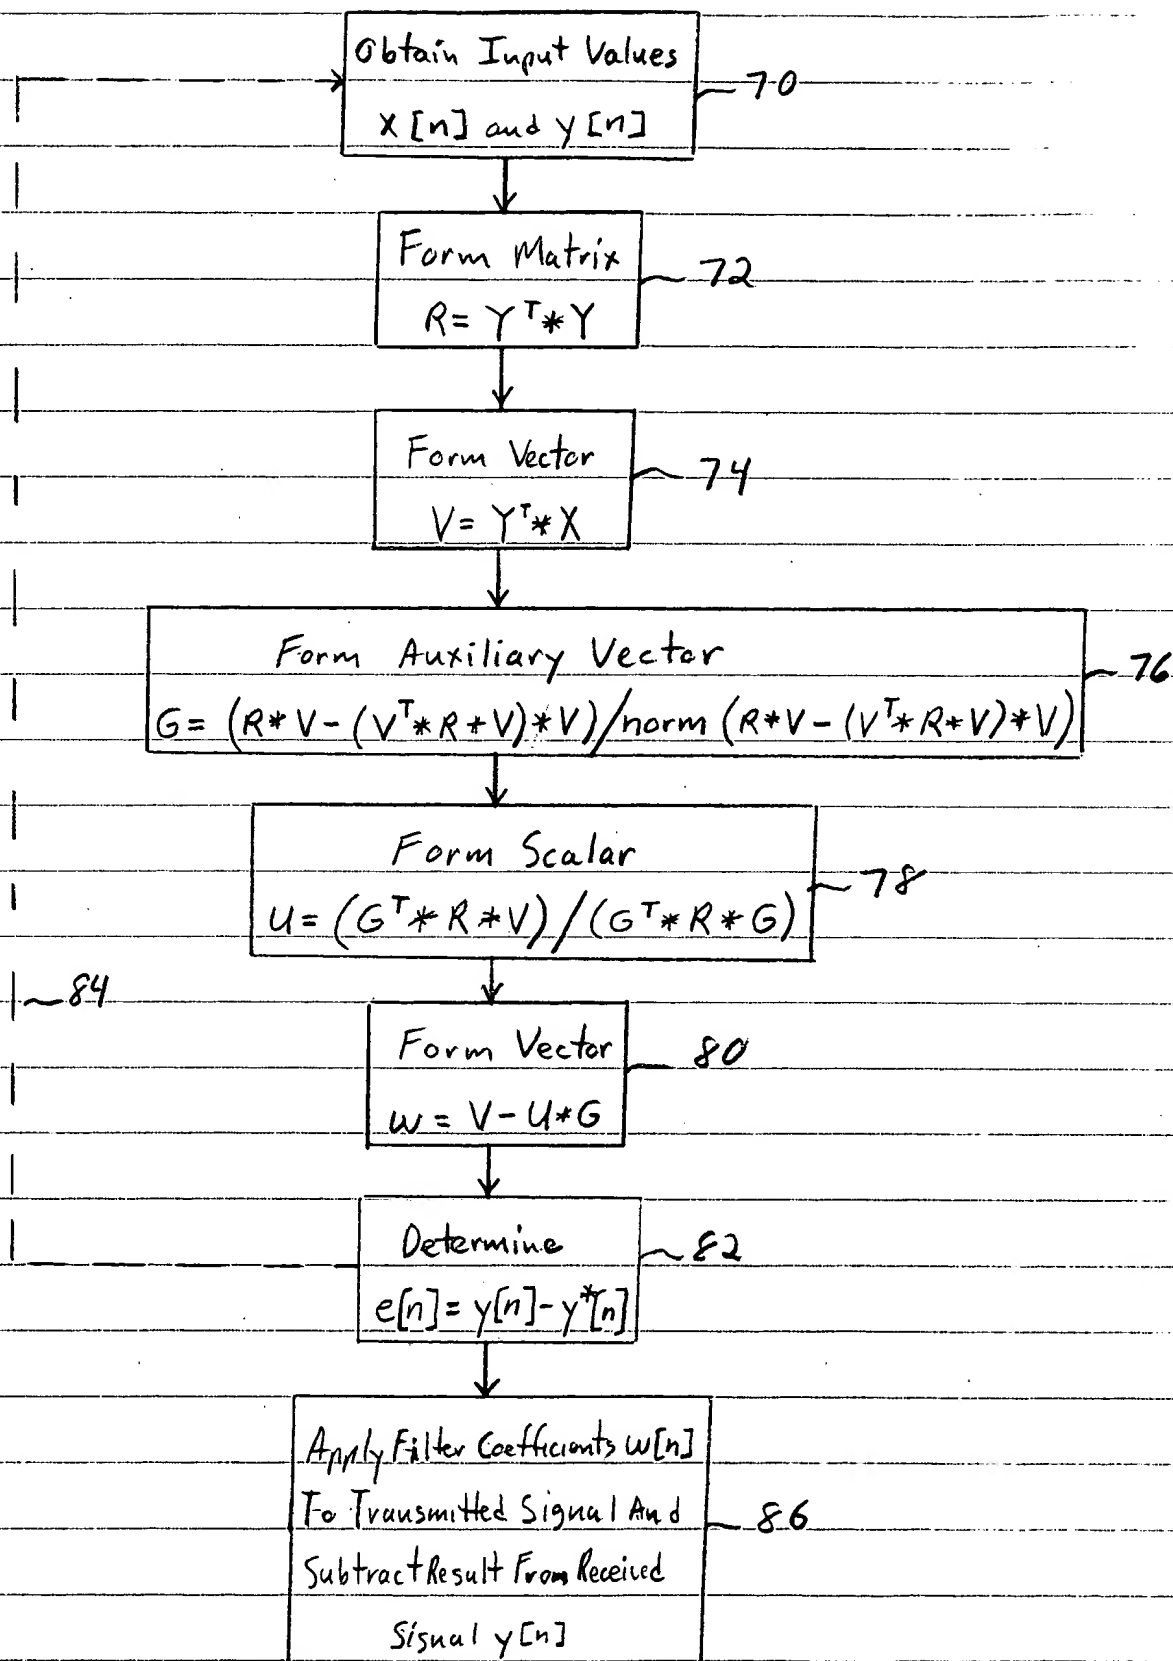 Obtain Input Values
x[n] and y[n]
70
Form Matrix
R = Y^T * Y
72
Form Vector
V = Y^T * X
74
Form Auxiliary Vector
G = (R*V-(V^T*R*V)*V)/norm(R*V-(V^T*R*V)*V)
76
Form Scalar
U = (G^T*R*V)/(G^T*R*G)
78
84
Form Vector
w = V-U*G
80
Determine
e[n] = y[n]-y*[n]
82
Apply Filter Coefficients w[n]
To Transmitted Signal And
Subtract Result From Received
Signal y[n]
86